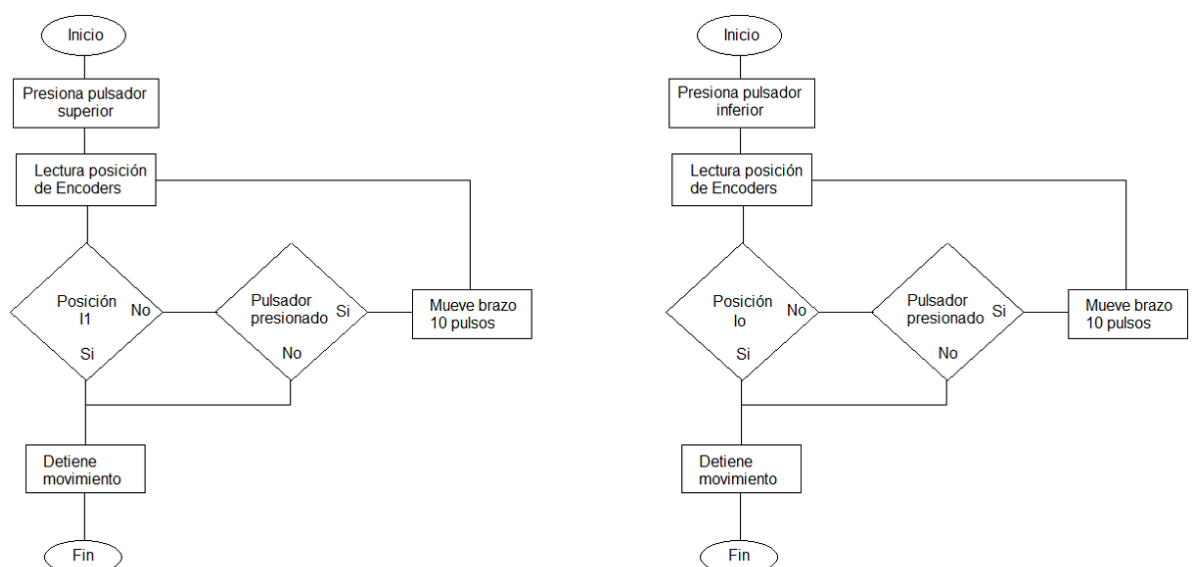 Inicio
Presiona pulsador
superior
Lectura posición
de Encoders
Posición
l1
No
Si
Pulsador
presionado
Si
No
Mueve brazo
10 pulsos
Detiene
movimiento
Fin
Inicio
Presiona pulsador
inferior
Lectura posición
de Encoders
Posición
lo
No
Si
Pulsador
presionado
Si
No
Mueve brazo
10 pulsos
Detiene
movimiento
Fin